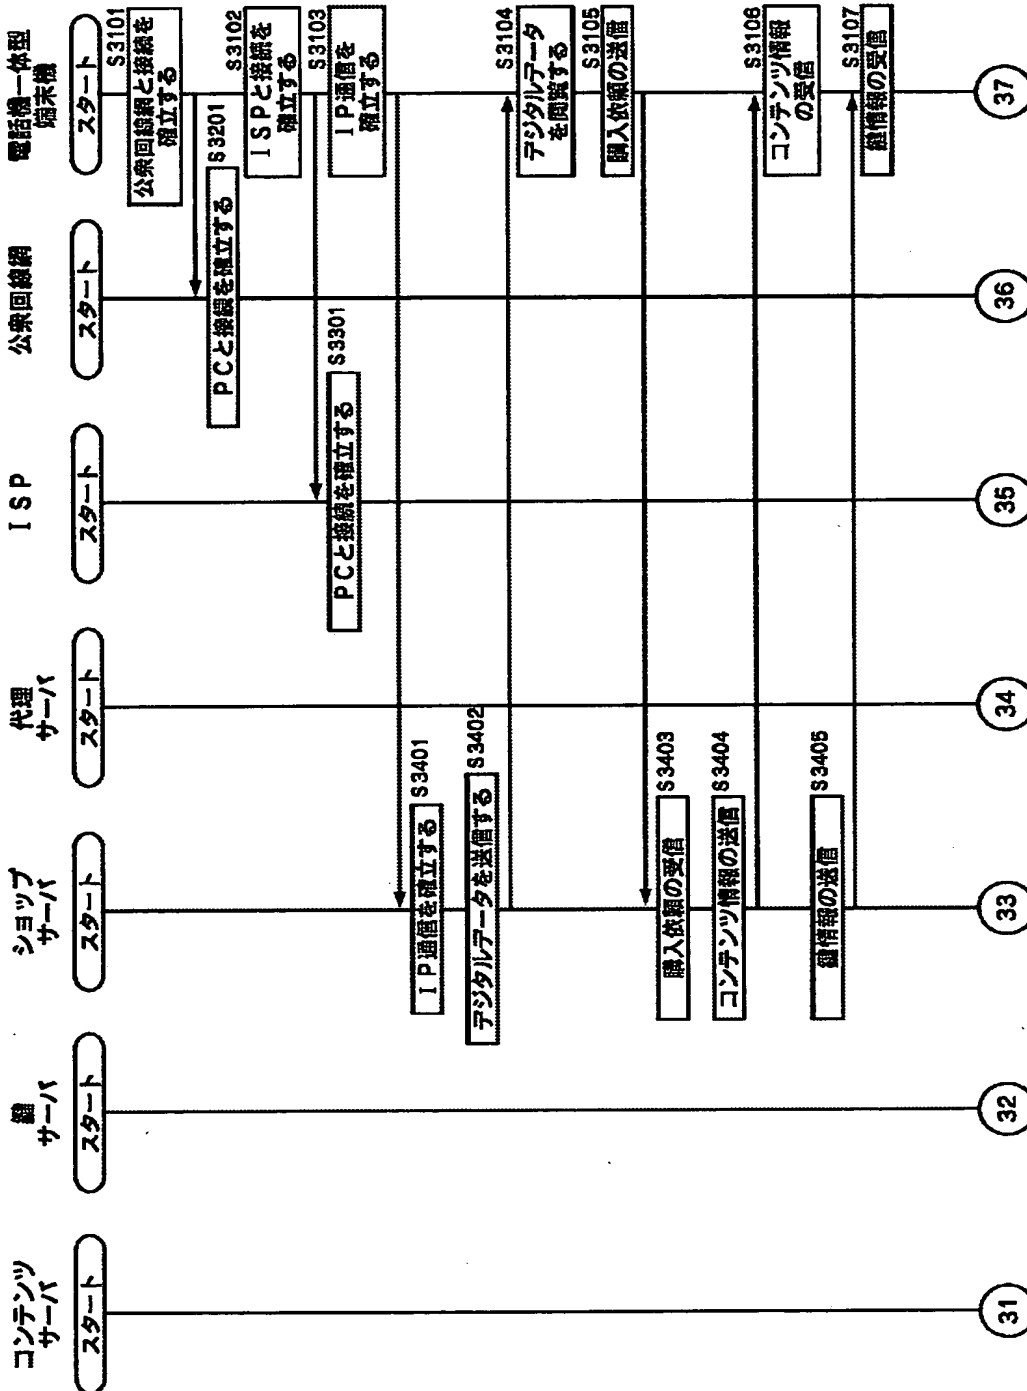 コンテンツ
サーバ
スタート
31
鍵
サーバ
スタート
32
ショップ
サーバ
スタート
IP通信を確立する
S3401
デジタルデータを送信する
S3402
購入依頼の受信
S3403
コンテンツ情報の送信
S3404
鍵情報の送信
S3405
33
代理
サーバ
スタート
34
ISP
スタート
PCと接続を確立する
S3301
35
公衆回線網
スタート
PCと接続を確立する
S3201
36
電話機一体型
端末機
スタート
S3101
公衆回線網と接続を
確立する
S3102
ISPと接続を
確立する
S3103
IP通信を
確立する
S3104
デジタルデータ
を閲覧する
S3105
購入依頼の送信
S3106
コンテンツ情報
の受信
S3107
鍵情報の受信
37